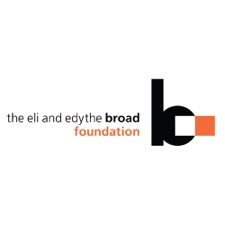 the eli and edythe broad
foundation
b